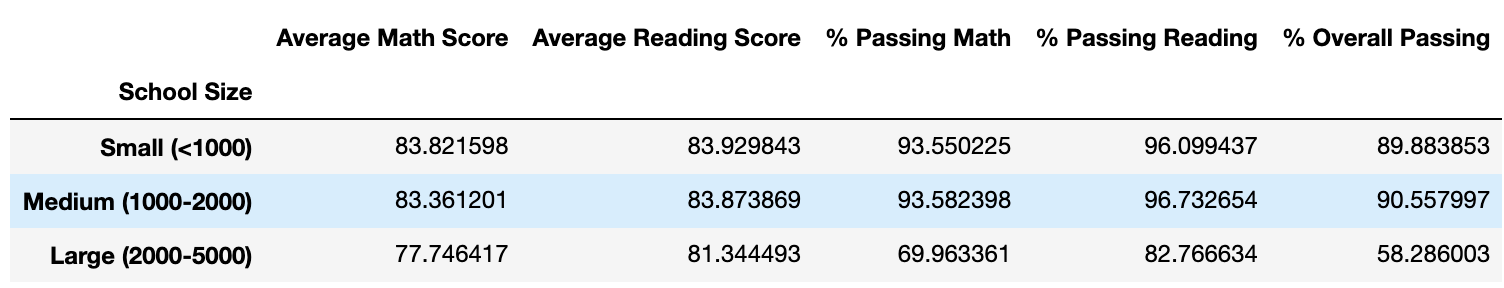 Average Math Score Average Reading Score % Passing Math % Passing Reading % Overall Passing
School Size
Small (<1000) 83.821598 83.929843 93.550225 96.099437 89.883853
Medium (1000-2000) 83.361201 83.873869 93.582398 96.732654 90.557997
Large (2000-5000) 77.746417 81.344493 69.963361 82.766634 58.286003